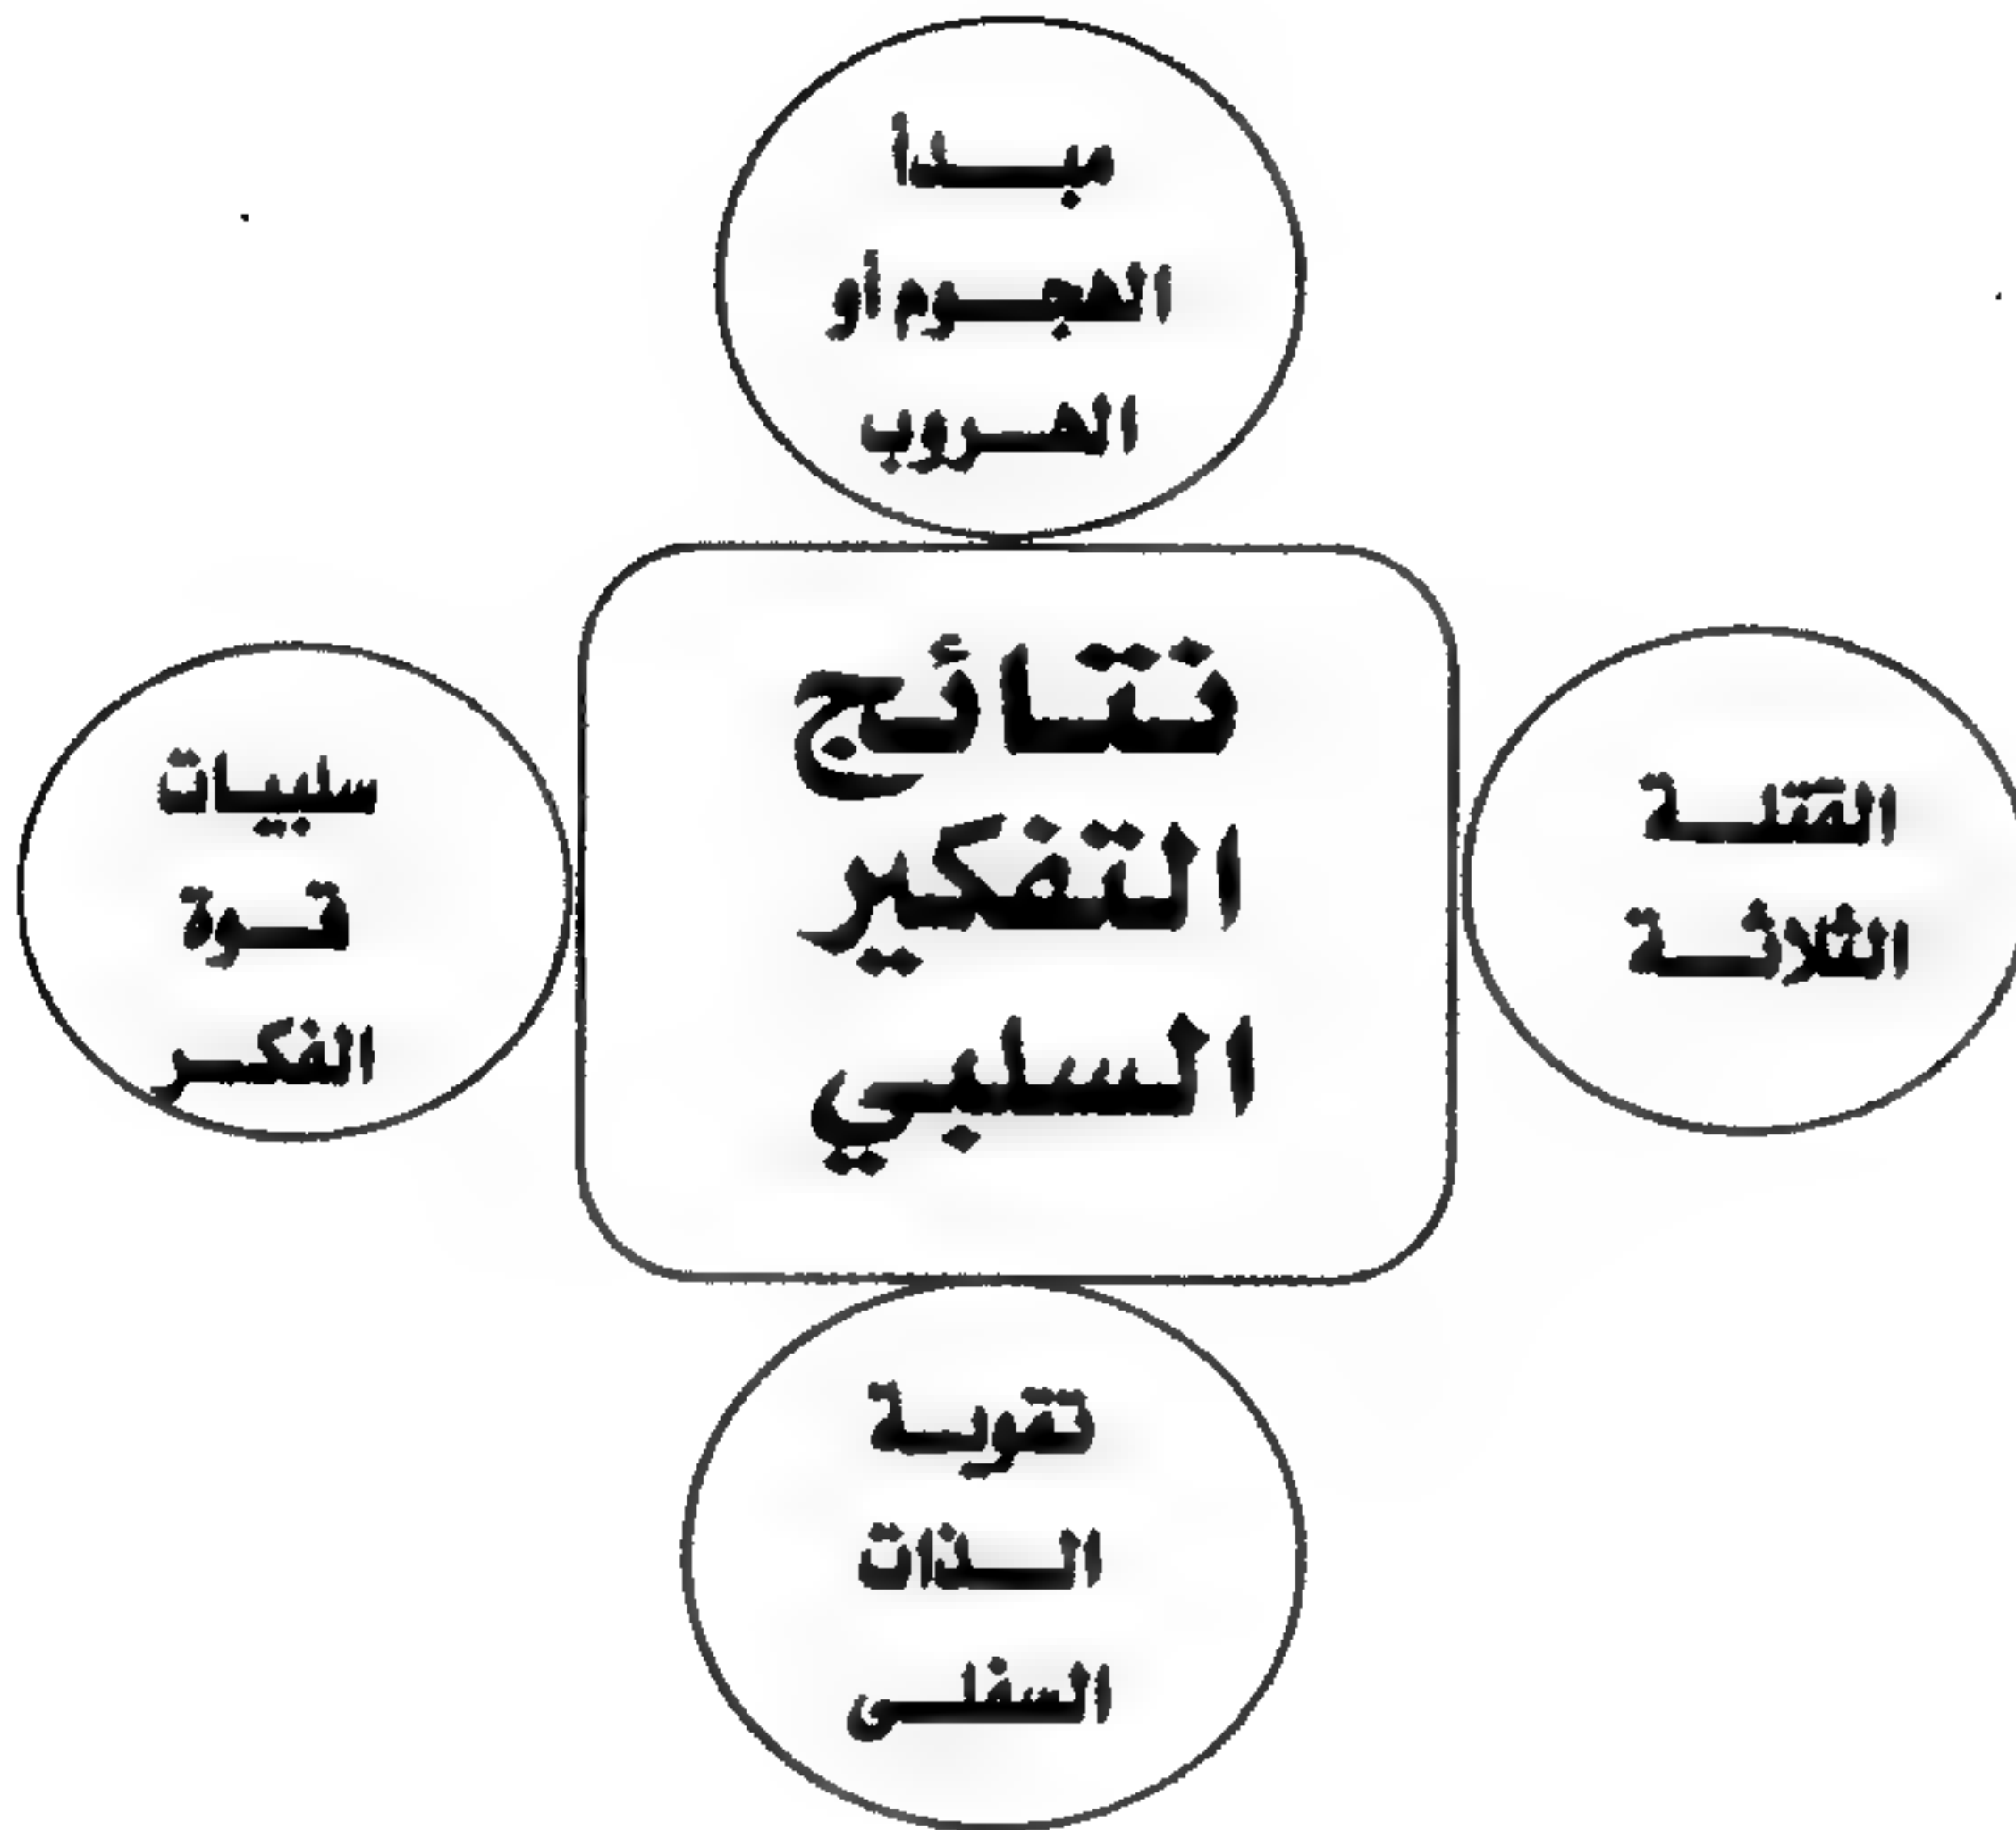 مبدأ
الهجوم أو
الهروب
نتائج
التفكير
السلبي
القتلة
الثلاثة
سلبيات
قوة
الفكر
تقوية
الذات
السفلى